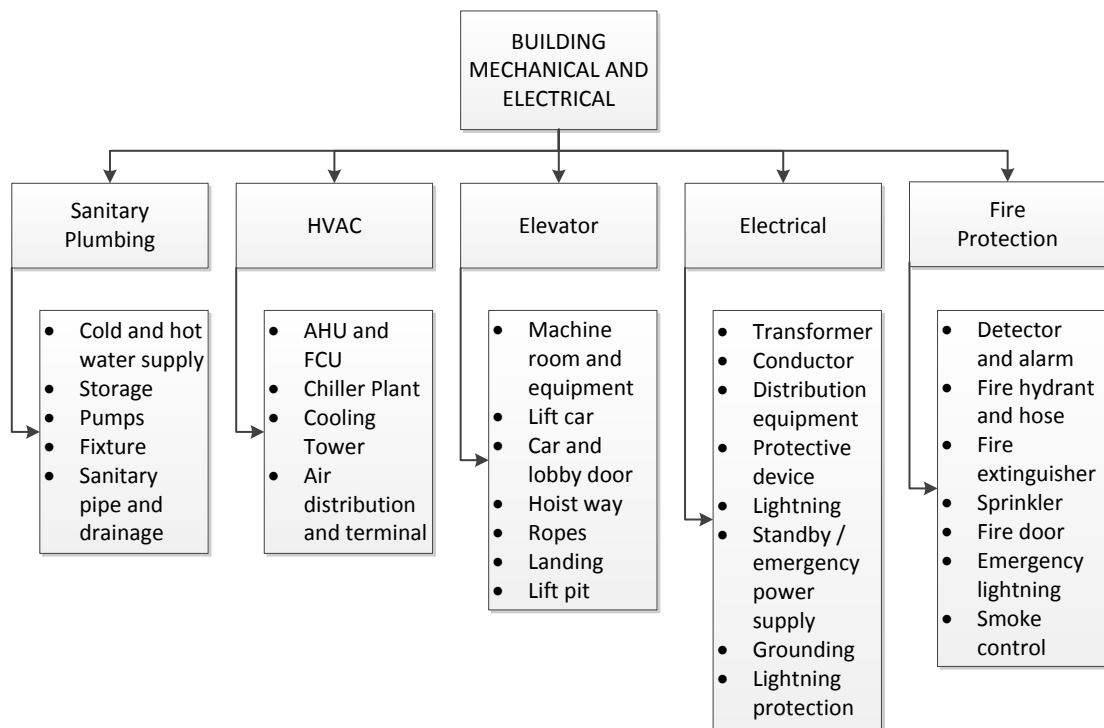 BUILDING
MECHANICAL AND
ELECTRICAL
Sanitary
Plumbing
HVAC
Elevator
Electrical
Fire
Protection
• Cold and hot
water supply
• Storage
• Pumps
• Fixture
• Sanitary
pipe and
drainage
• AHU and
FCU
• Chiller Plant
• Cooling
Tower
• Air
distribution
and terminal
• Machine
room and
equipment
• Lift car
• Car and
lobby door
• Hoist way
• Ropes
• Landing
• Lift pit
• Transformer
• Conductor
• Distribution
equipment
• Protective
device
• Lightning
• Standby /
emergency
power
supply
• Grounding
• Lightning
protection
• Detector
and alarm
• Fire hydrant
and hose
• Fire
extinguisher
• Sprinkler
• Fire door
• Emergency
lightning
• Smoke
control